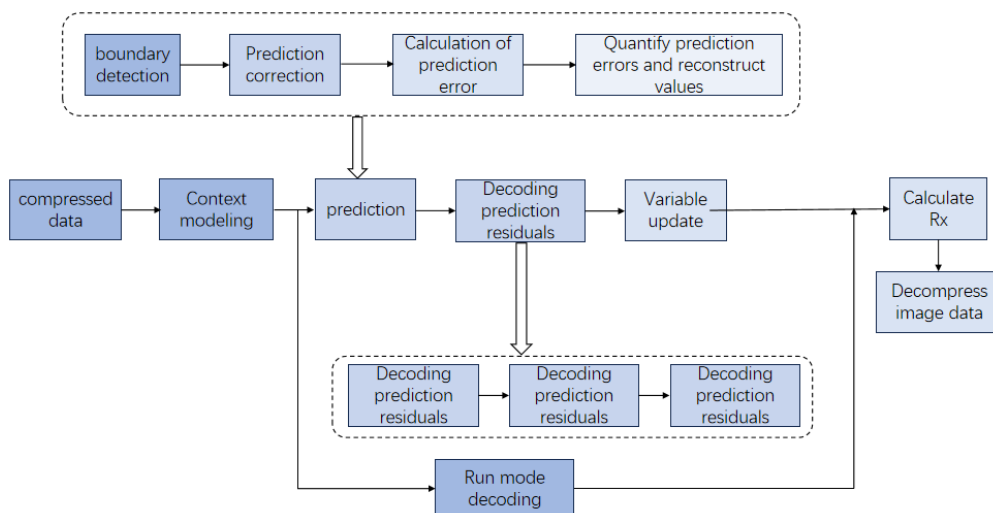 boundary
detection
Prediction
correction
Calculation of
prediction
error
Quantify prediction
errors and reconstruct
values
compressed
data
Context
modeling
prediction
Decoding
prediction
residuals
Variable
update
Calculate
Rx
Decompress
image data
Decoding
prediction
residuals
Decoding
prediction
residuals
Decoding
prediction
residuals
Run mode
decoding